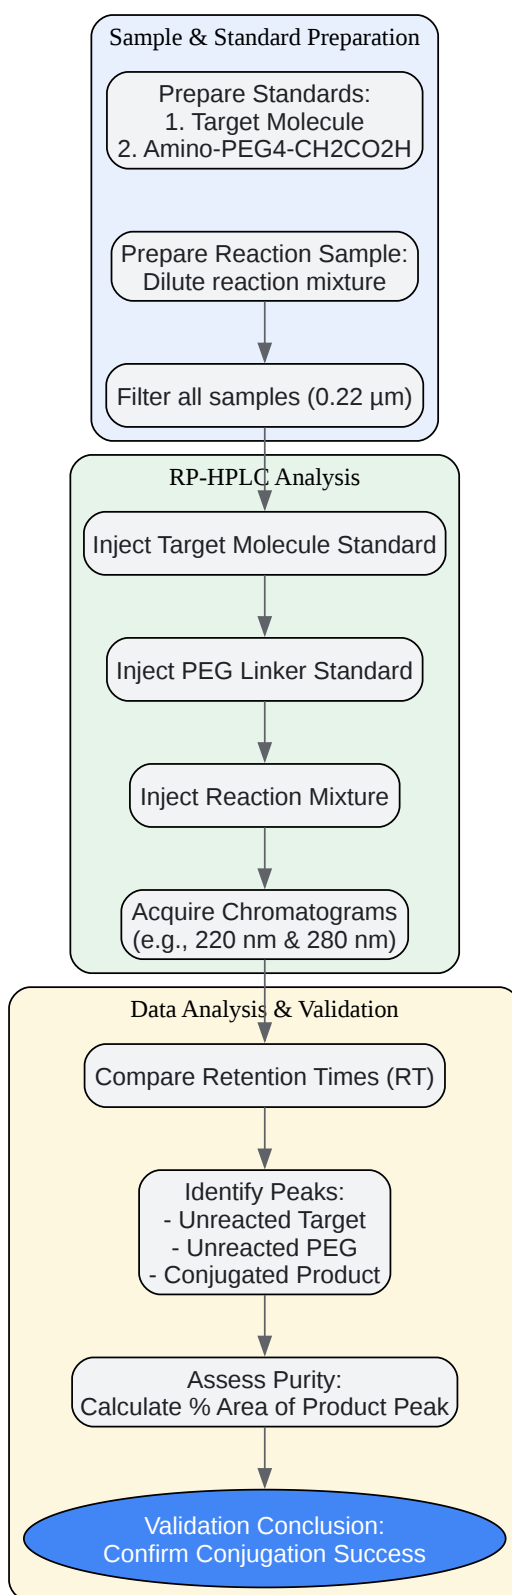 Sample & Standard Preparation
Prepare Standards:
1. Target Molecule
2. Amino-PEG4-CH2CO2H
Prepare Reaction Sample:
Dilute reaction mixture
Filter all samples (0.22 µm)
RP-HPLC Analysis
Inject Target Molecule Standard
Inject PEG Linker Standard
Inject Reaction Mixture
Acquire Chromatograms
(e.g., 220 nm & 280 nm)
Data Analysis & Validation
Compare Retention Times (RT)
Identify Peaks:
- Unreacted Target
- Unreacted PEG
- Conjugated Product
Assess Purity:
Calculate % Area of Product Peak
Validation Conclusion:
Confirm Conjugation Success